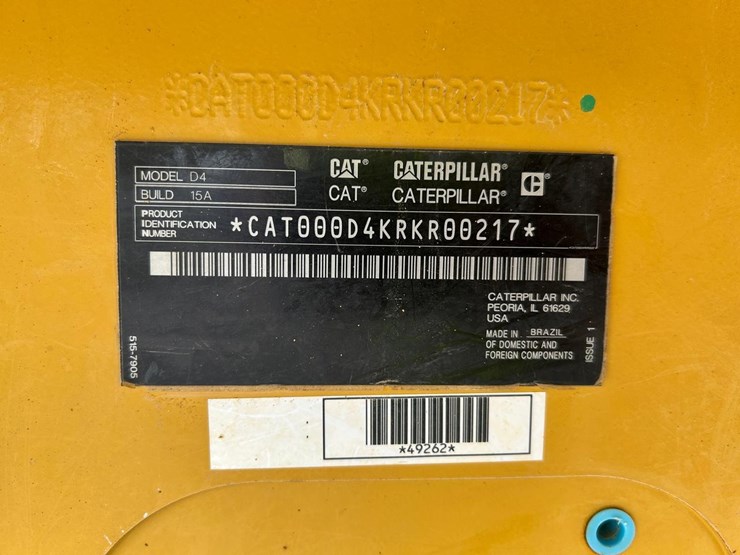 *CAT000D4KRKR00217*
MODEL D4
BUILD 15A
CAT® CATERPILLAR®
CAT® CATERPILLAR®
PRODUCT
IDENTIFICATION
NUMBER
*CAT000D4KRKR00217*
CATERPILLAR INC.
PEORIA, IL 61629
USA
MADE IN BRAZIL
OF DOMESTIC AND
FOREIGN COMPONENTS
ISSUE 1
515-7905
*49262*